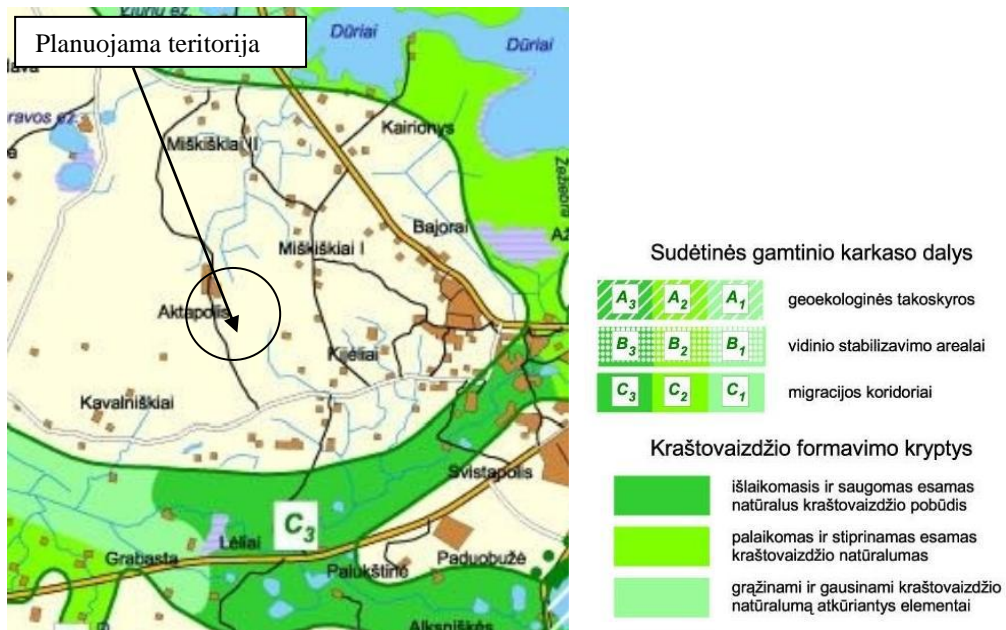 Planuojama teritorija
Dūriai
Dūriai
Miškiškiai II
Kairionys
Bajorai
Miškiškiai I
Aktapolis
Kijėliai
Kavalniškiai
Svistapolis
C3
Lėliai
Grabasta
Palukštinė
Paduobužė
Alksniškės
Sudėtinės gamtinio karkaso dalys
A3 A2 A1 geoekologinės takoskyros
B3 B2 B1 vidinio stabilizavimo arealai
C3 C2 C1 migracijos koridoriai
Kraštovaizdžio formavimo kryptys
išlaikomasis ir saugomas esamas
natūralus kraštovaizdžio pobūdis
palaikomas ir stiprinamas esamas
kraštovaizdžio natūralumas
grąžinami ir gausinami kraštovaizdžio
natūralumą atkūriantys elementai